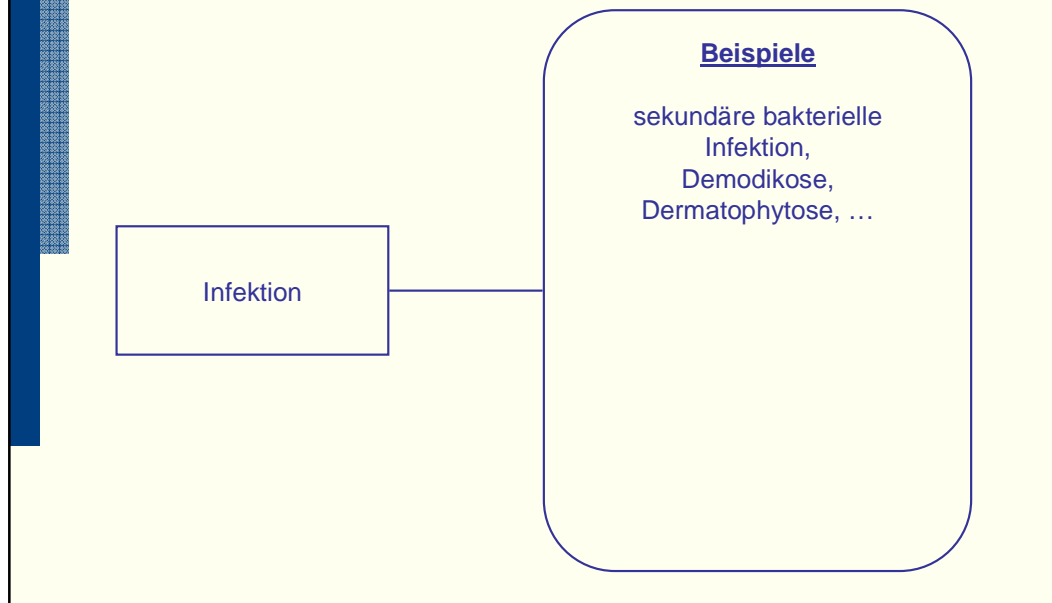 Beispiele
sekundäre bakterielle
Infektion,
Demodikose,
Dermatophytose, …
Infektion